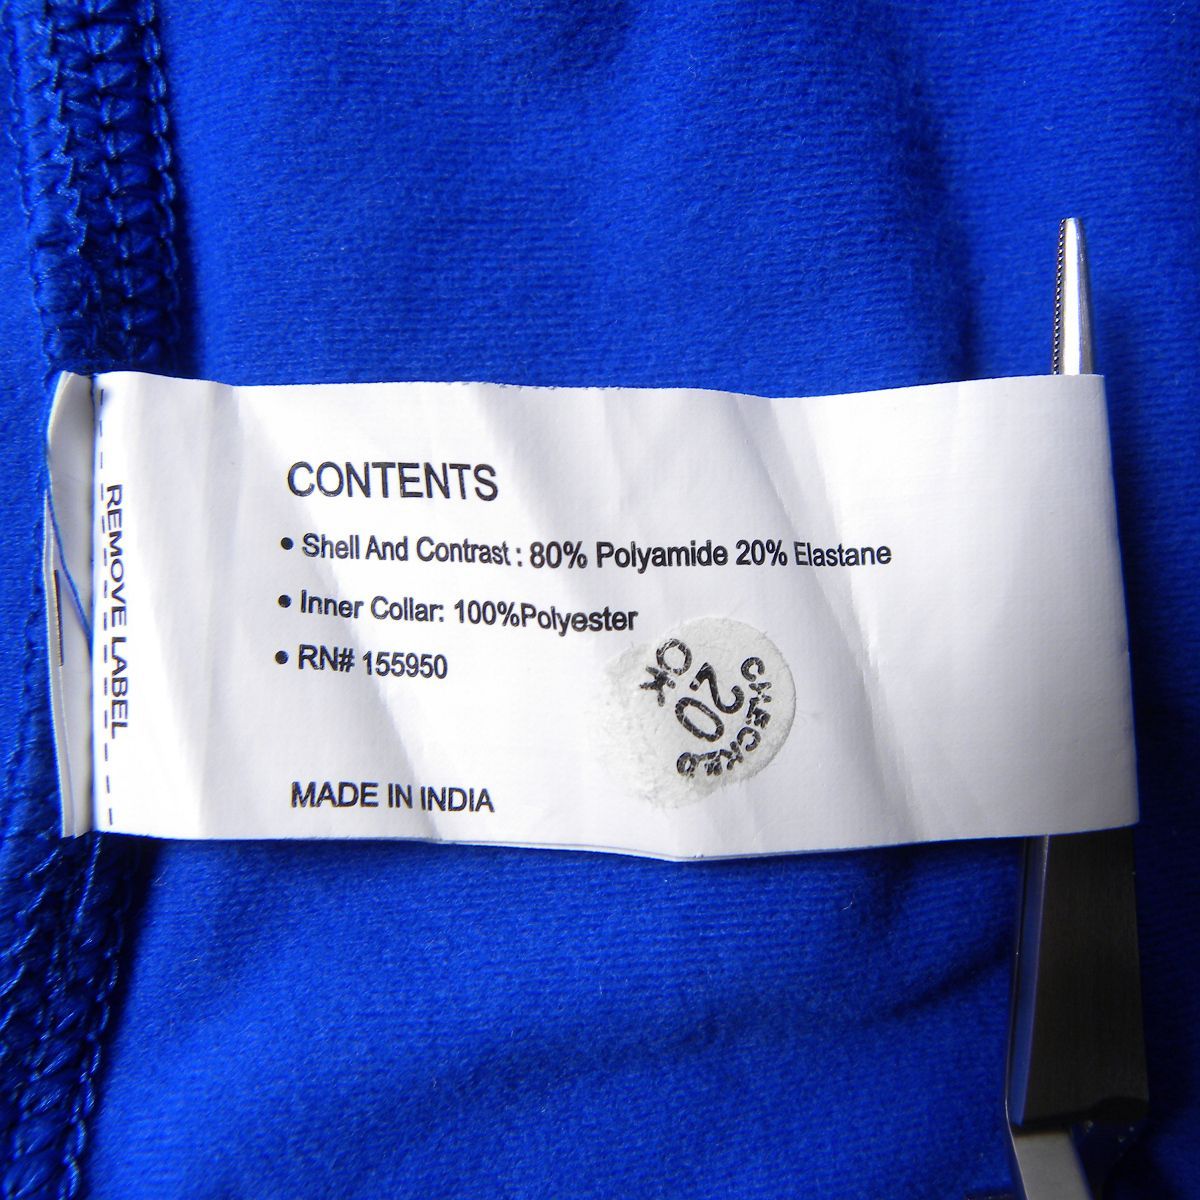 CONTENTS
• Shell And Contrast : 80% Polyamide 20% Elastane
• Inner Collar: 100%Polyester
• RN# 155950
MADE IN INDIA
REMOVE LABEL
CHECKED
20
OK